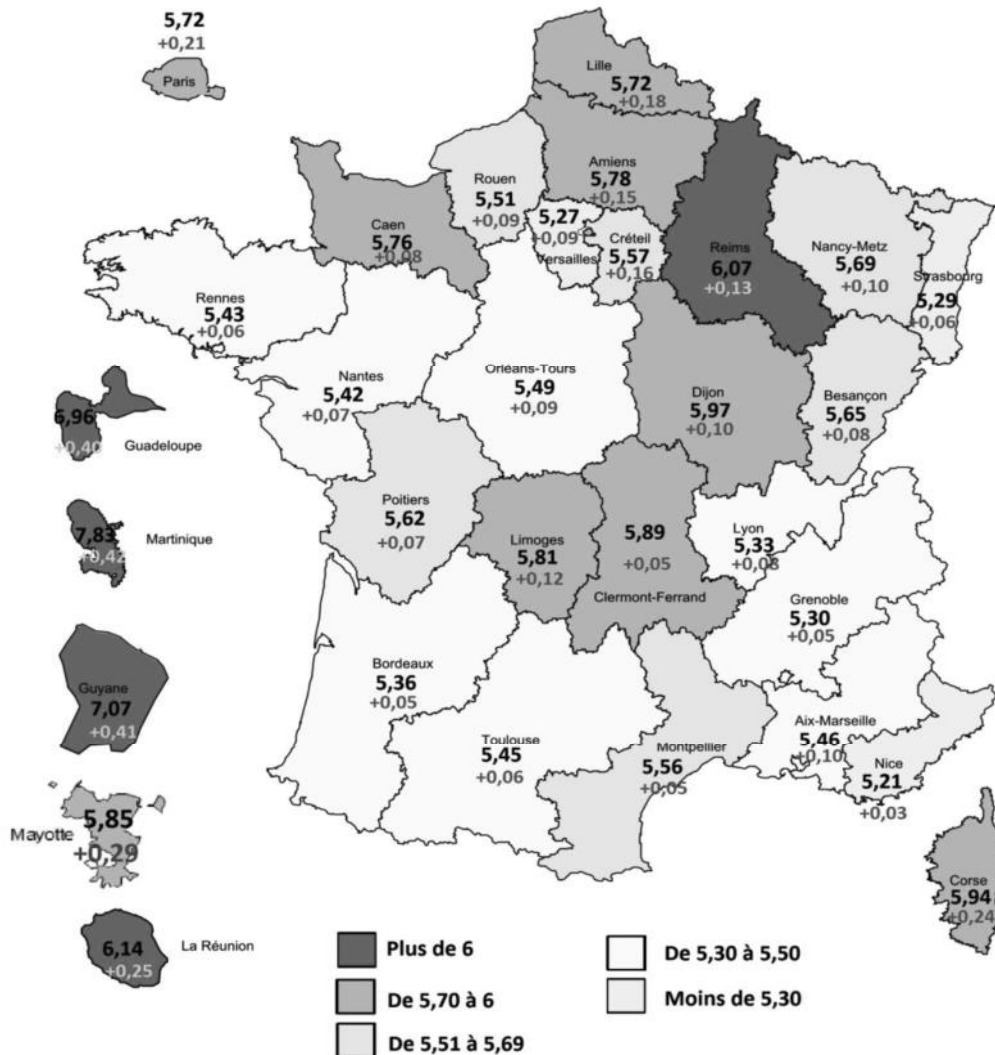 5,72
+0,21
Paris
Lille
5,72
+0,18
Amiens
5,78
+0,15
Rouen
5,51
+0,09
Caen
5,76
+0,08
5,27
+0,09
Versailles
Créteil
5,57
+0,16
Reims
6,07
+0,13
Nancy-Metz
5,69
+0,10
Strasbourg
5,29
+0,06
Rennes
5,43
+0,06
Nantes
5,42
+0,07
Orléans-Tours
5,49
+0,09
Dijon
5,97
+0,10
Besançon
5,65
+0,08
6,96
+0,40
Guadeloupe
Poitiers
5,62
+0,07
Limoges
5,81
+0,12
5,89
+0,05
Clermont-Ferrand
Lyon
5,33
+0,08
7,83
+0,42
Martinique
Grenoble
5,30
+0,05
Guyane
7,07
+0,41
Bordeaux
5,36
+0,05
Toulouse
5,45
+0,06
Montpellier
5,56
+0,05
Aix-Marseille
5,46
+0,10
Nice
5,21
+0,03
Mayotte
5,85
+0,29
Corse
5,94
+0,24
La Réunion
6,14
+0,25
Plus de 6
De 5,70 à 6
De 5,51 à 5,69
De 5,30 à 5,50
Moins de 5,30